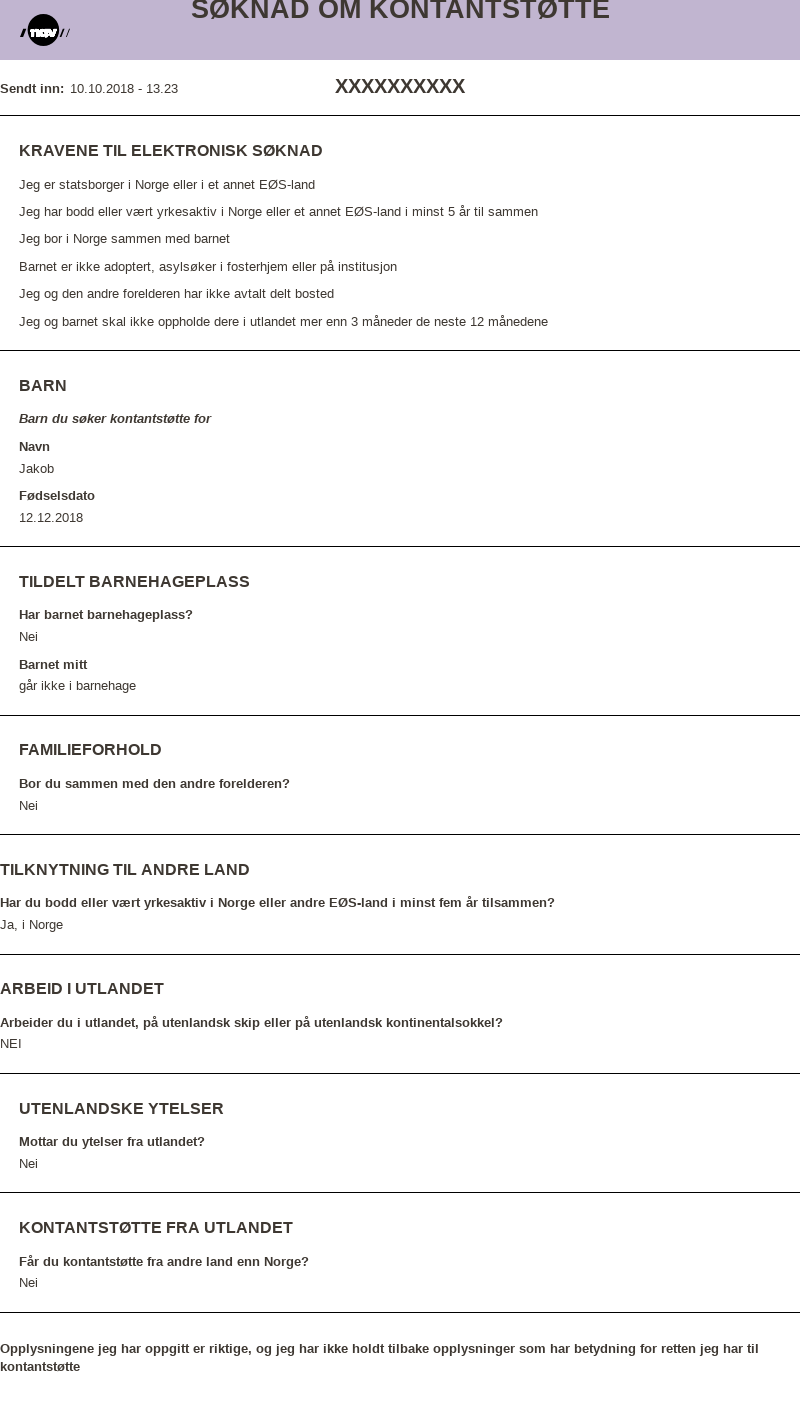 SØKNAD OM KONTANTSTØTTE
nav
Sendt inn: 10.10.2018 - 13.23
XXXXXXXXXX
KRAVENE TIL ELEKTRONISK SØKNAD
Jeg er statsborger i Norge eller i et annet EØS-land
Jeg har bodd eller vært yrkesaktiv i Norge eller et annet EØS-land i minst 5 år til sammen
Jeg bor i Norge sammen med barnet
Barnet er ikke adoptert, asylsøker i fosterhjem eller på institusjon
Jeg og den andre forelderen har ikke avtalt delt bosted
Jeg og barnet skal ikke oppholde dere i utlandet mer enn 3 måneder de neste 12 månedene
BARN
Barn du søker kontantstøtte for
Navn
Jakob
Fødselsdato
12.12.2018
TILDELT BARNEHAGEPLASS
Har barnet barnehageplass?
Nei
Barnet mitt
går ikke i barnehage
FAMILIEFORHOLD
Bor du sammen med den andre forelderen?
Nei
TILKNYTNING TIL ANDRE LAND
Har du bodd eller vært yrkesaktiv i Norge eller andre EØS-land i minst fem år tilsammen?
Ja, i Norge
ARBEID I UTLANDET
Arbeider du i utlandet, på utenlandsk skip eller på utenlandsk kontinentalsokkel?
NEI
UTENLANDSKE YTELSER
Mottar du ytelser fra utlandet?
Nei
KONTANTSTØTTE FRA UTLANDET
Får du kontantstøtte fra andre land enn Norge?
Nei
Opplysningene jeg har oppgitt er riktige, og jeg har ikke holdt tilbake opplysninger som har betydning for retten jeg har til
kontantstøtte